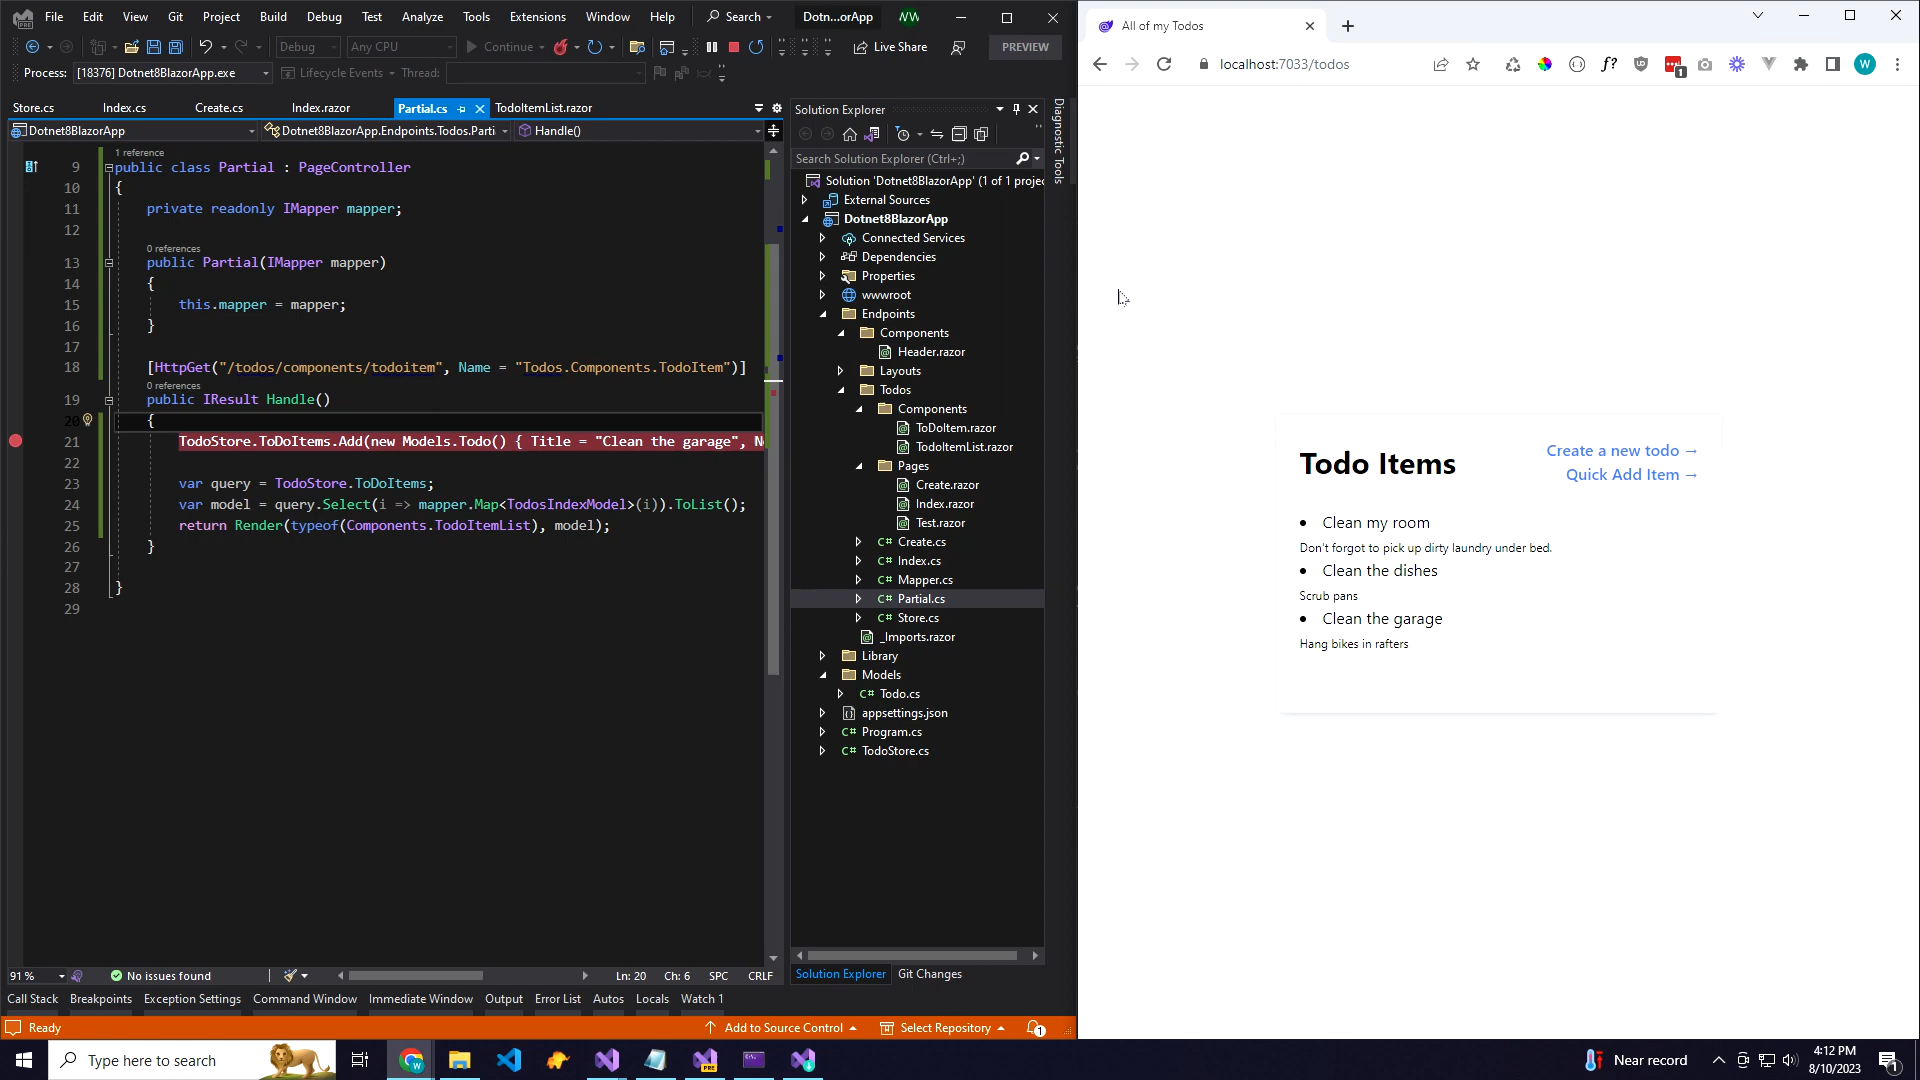 File Edit View Git Project Build Debug Test Analyze Tools Extensions Window Help Search Dotn...orApp
Debug Any CPU Continue Live Share PREVIEW
Process: [18376] Dotnet8BlazorApp.exe Lifecycle Events Thread:
Store.cs Index.cs Create.cs Index.razor Partial.cs TodoItemList.razor
Dotnet8BlazorApp Dotnet8BlazorApp.Endpoints.Todos.Parti Handle()
1 reference
9 public class Partial : PageController
10 {
11 private readonly IMapper mapper;
12
0 references
13 public Partial(IMapper mapper)
14 {
15 this.mapper = mapper;
16 }
17
18 [HttpGet("/todos/components/todoitem", Name = "Todos.Components.TodoItem")]
0 references
19 public IResult Handle()
20 {
21 TodoStore.ToDoItems.Add(new Models.Todo() { Title = "Clean the garage", No
22
23 var query = TodoStore.ToDoItems;
24 var model = query.Select(i => mapper.Map<TodosIndexModel>(i)).ToList();
25 return Render(typeof(Components.TodoItemList), model);
26 }
27
28 }
29
91 % No issues found Ln: 20 Ch: 6 SPC CRLF
Call Stack Breakpoints Exception Settings Command Window Immediate Window Output Error List Autos Locals Watch 1
Ready Add to Source Control Select Repository 1
Solution Explorer
Search Solution Explorer (Ctrl+;)
Solution 'Dotnet8BlazorApp' (1 of 1 projec
External Sources
Dotnet8BlazorApp
Connected Services
Dependencies
Properties
wwwroot
Endpoints
Components
Header.razor
Layouts
Todos
Components
ToDoItem.razor
TodoItemList.razor
Pages
Create.razor
Index.razor
Test.razor
C# Create.cs
C# Index.cs
C# Mapper.cs
C# Partial.cs
C# Store.cs
_Imports.razor
Library
Models
C# Todo.cs
appsettings.json
C# Program.cs
C# TodoStore.cs
Solution Explorer Git Changes
Diagnostic Tools
All of my Todos
localhost:7033/todos
f? 1 W
Todo Items
Create a new todo →
Quick Add Item →
• Clean my room
Don't forgot to pick up dirty laundry under bed.
• Clean the dishes
Scrub pans
• Clean the garage
Hang bikes in rafters
Type here to search
PRE
Near record
4:12 PM
8/10/2023
1